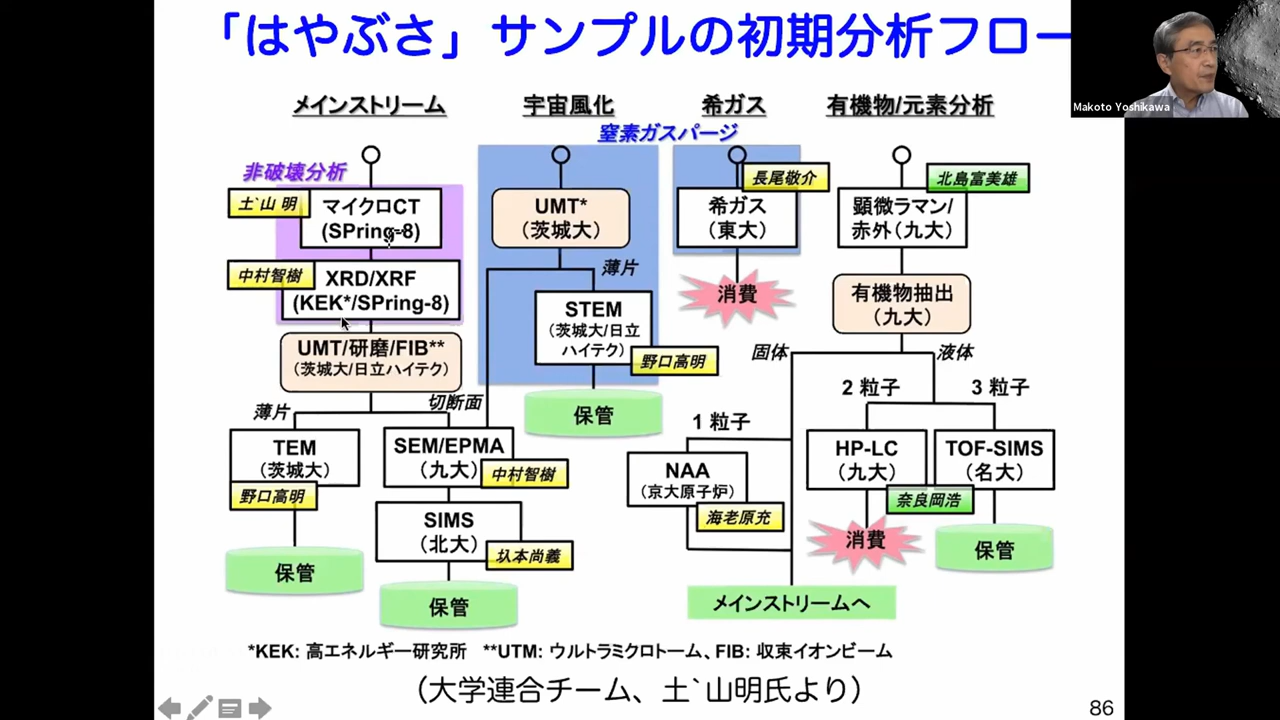 「はやぶさ」サンプルの初期分析フロー
Makoto Yoshikawa
メインストリーム
宇宙風化
希ガス
有機物/元素分析
窒素ガスパージ
非破壊分析
土`山 明
マイクロCT
(SPring-8)
中村智樹
XRD/XRF
(KEK*/SPring-8)
UMT/研磨/FIB**
(茨城大/日立ハイテク)
薄片
切断面
TEM
(茨城大)
野口高明
保管
SEM/EPMA
(九大)
中村智樹
SIMS
(北大)
圦本尚義
保管
UMT*
(茨城大)
薄片
STEM
(茨城大/日立
ハイテク)
野口高明
保管
長尾敬介
希ガス
(東大)
消費
北島富美雄
顕微ラマン/
赤外(九大)
有機物抽出
(九大)
固体
液体
1 粒子
NAA
(京大原子炉)
海老原充
メインストリームへ
2 粒子
3 粒子
HP-LC
(九大)
TOF-SIMS
(名大)
奈良岡浩
消費
保管
*KEK: 高エネルギー研究所 **UTM: ウルトラミクロトーム、FIB: 収束イオンビーム
(大学連合チーム、土`山明氏より)
86